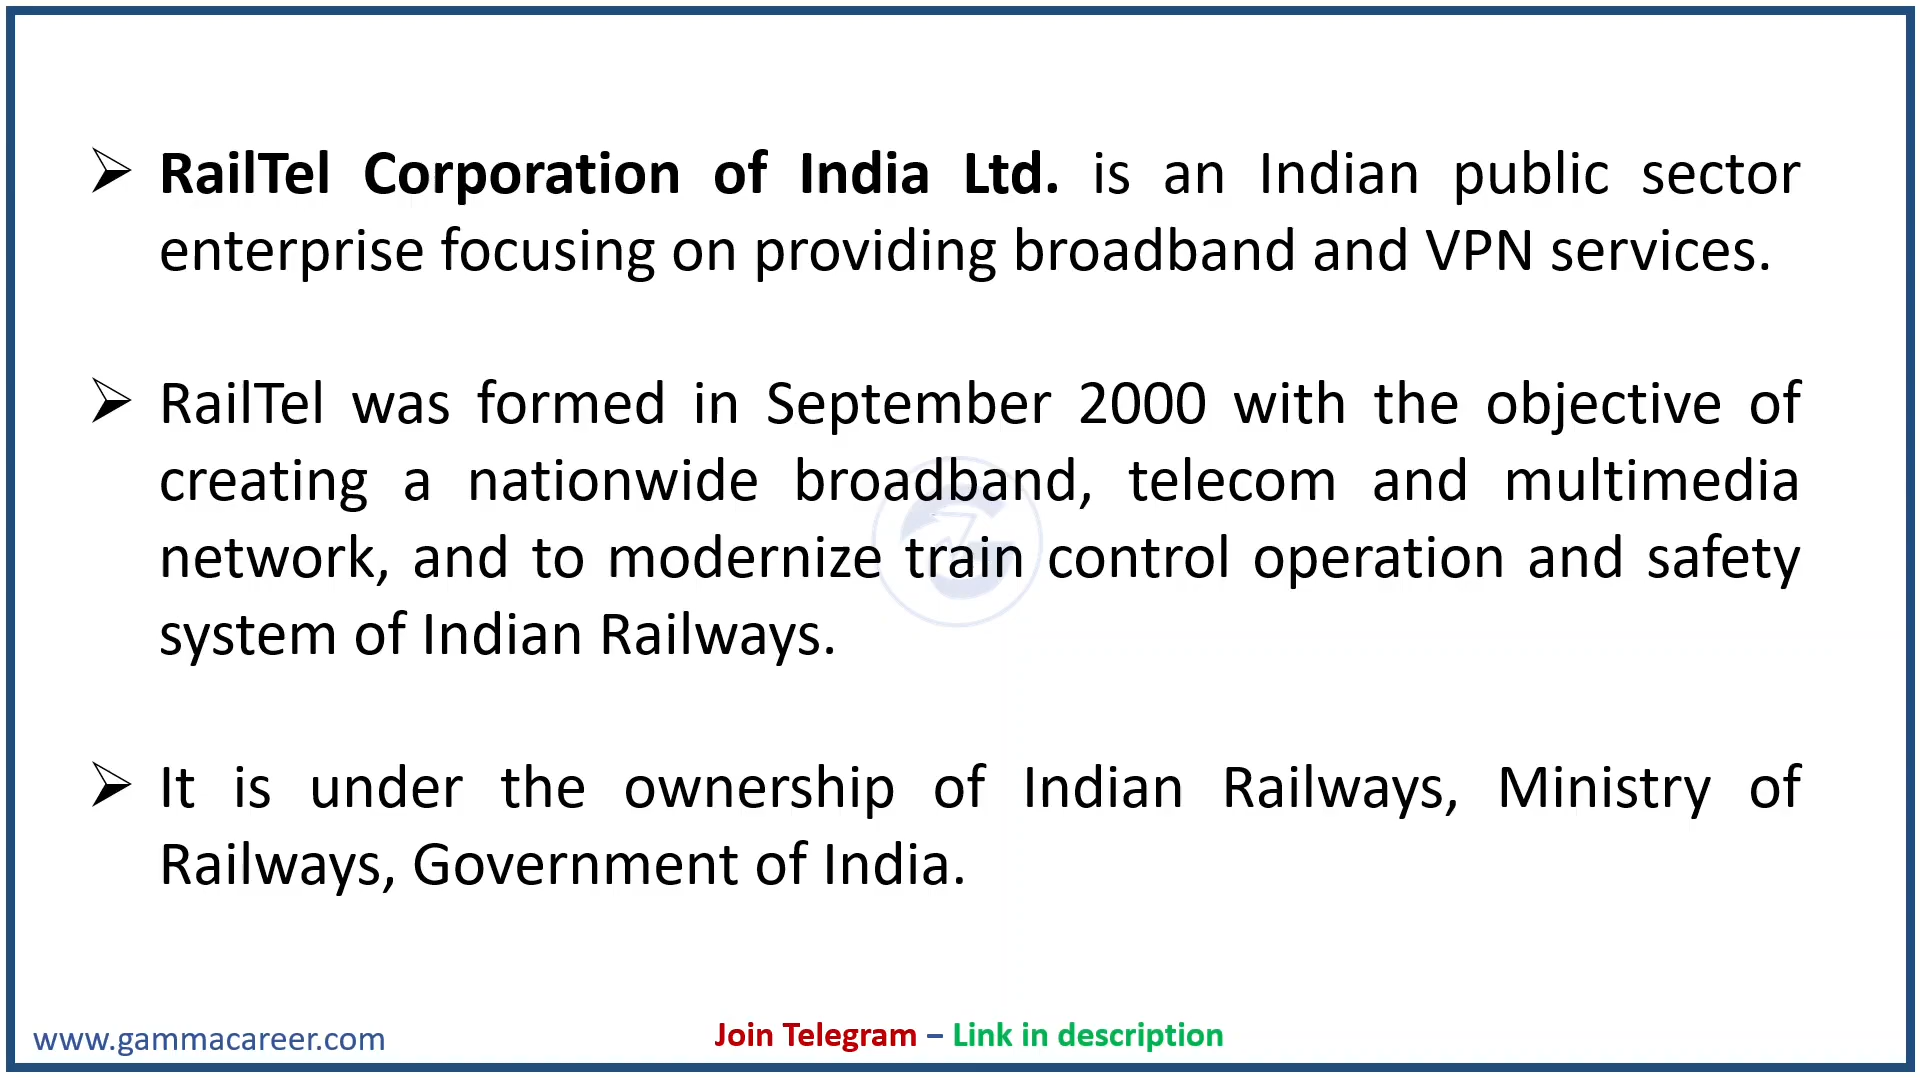 ➢ RailTel Corporation of India Ltd. is an Indian public sector
enterprise focusing on providing broadband and VPN services.
➢ RailTel was formed in September 2000 with the objective of
creating a nationwide broadband, telecom and multimedia
network, and to modernize train control operation and safety
system of Indian Railways.
➢ It is under the ownership of Indian Railways, Ministry of
Railways, Government of India.
www.gammacareer.com
Join Telegram – Link in description